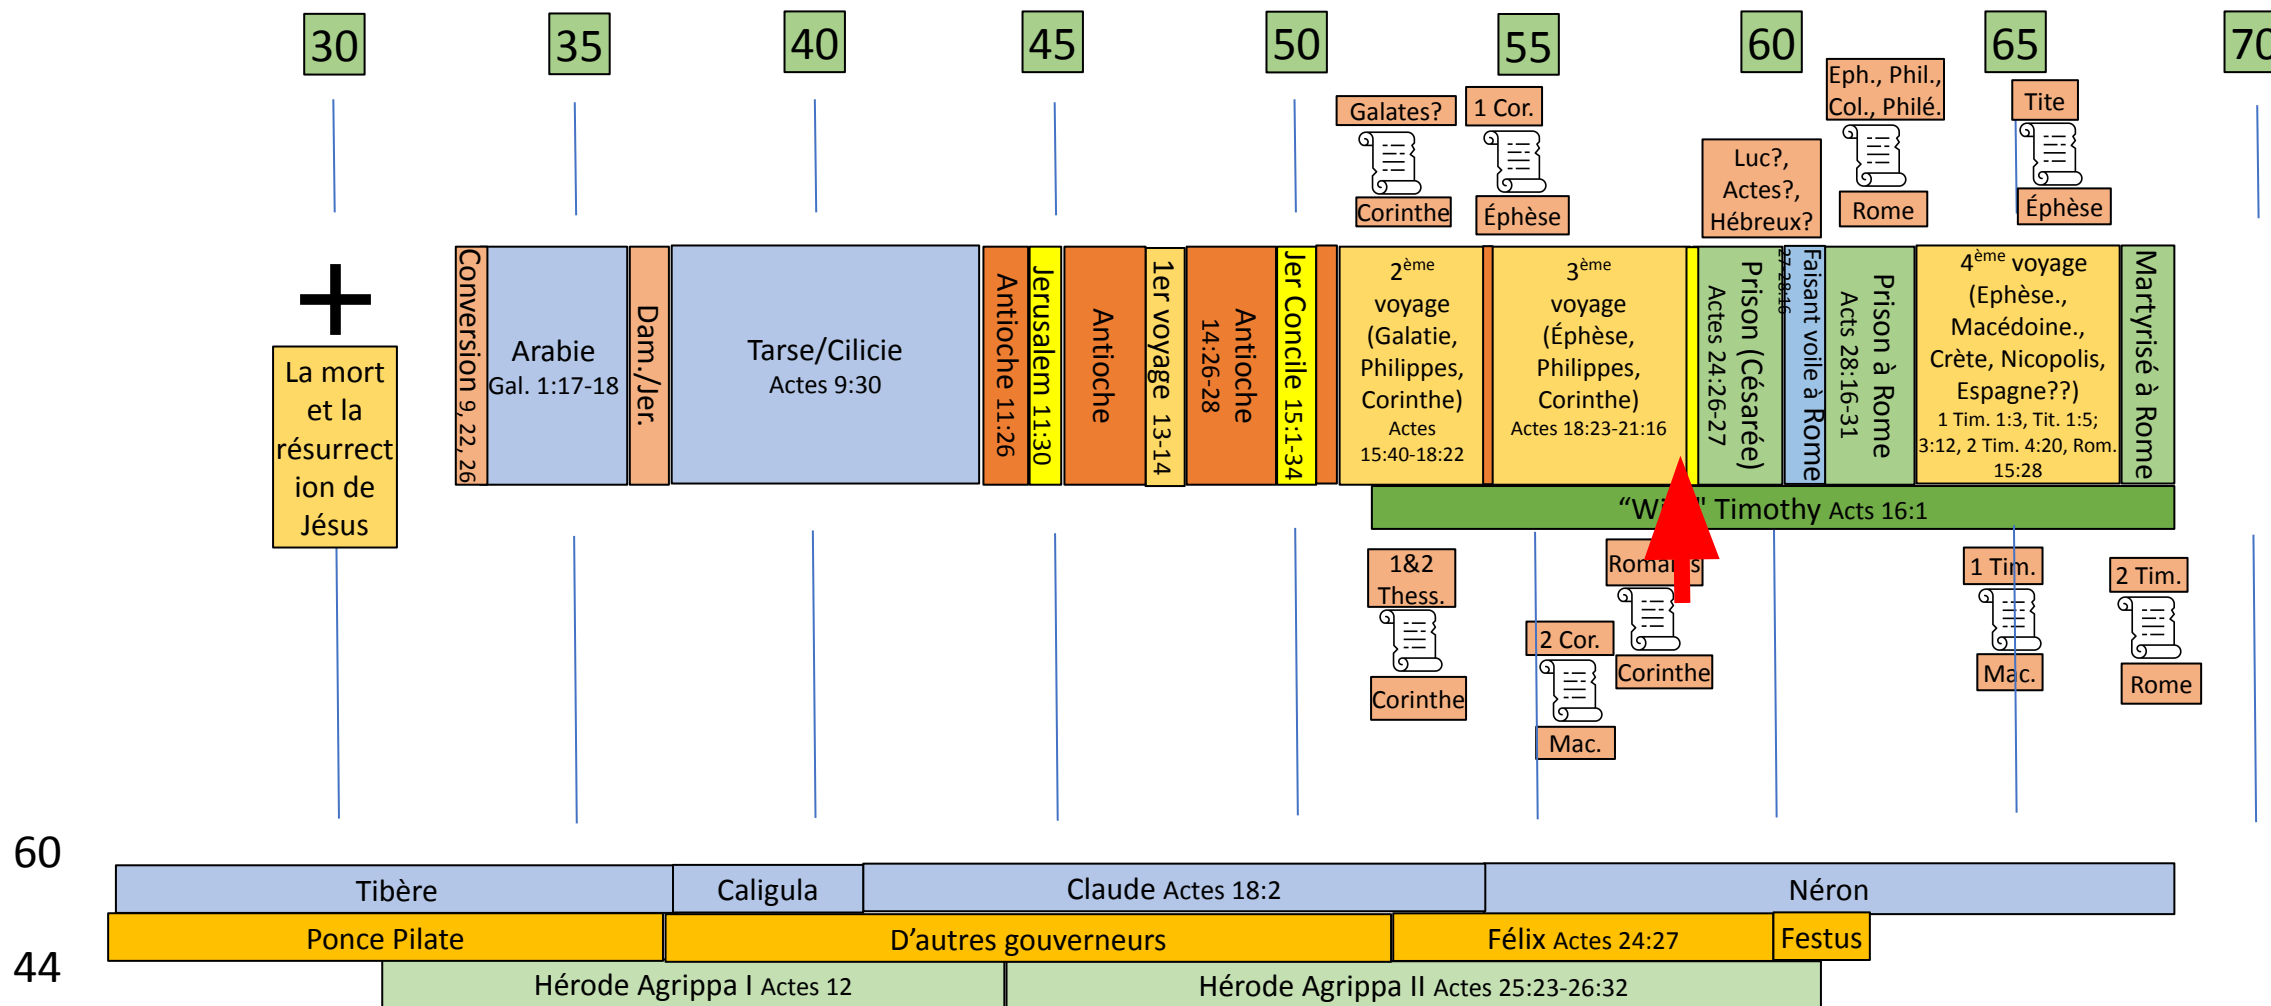 30
35
40
45
50
55
60
65
70
Galates?
Corinthe
1 Cor.
Éphèse
Luc?,
Actes?,
Hébreux?
Eph., Phil.,
Col., Philé.
Rome
Tite
Éphèse
La mort
et la
résurrect
ion de
Jésus
Conversion 9, 22, 26
Arabie
Gal. 1:17-18
Dam./Jer.
Tarse/Cilicie
Actes 9:30
Antioche 11:26
Jerusalem 11:30
Antioche
1er voyage 13-14
Antioche
14:26-28
Jer Concile 15:1-34
2ème
voyage
(Galatie,
Philippes,
Corinthe)
Actes
15:40-18:22
3ème
voyage
(Éphèse,
Philippes,
Corinthe)
Actes 18:23-21:16
Prison (Césarée)
Actes 24:26-27
Faisant voile à Rome
27-28:16
Prison à Rome
Acts 28:16-31
4ème voyage
(Ephèse.,
Macédoine.,
Crète, Nicopolis,
Espagne??)
1 Tim. 1:3, Tit. 1:5;
3:12, 2 Tim. 4:20, Rom.
15:28
Martyrisé à Rome
Timothy Acts 16:1
1&2
Thess.
Corinthe
2 Cor.
Mac.
Corinthe
1 Tim.
Mac.
2 Tim.
Rome
60
44
Tibère
Caligula
Claude Actes 18:2
Néron
Ponce Pilate
D'autres gouverneurs
Félix Actes 24:27
Festus
Hérode Agrippa I Actes 12
Hérode Agrippa II Actes 25:23-26:32